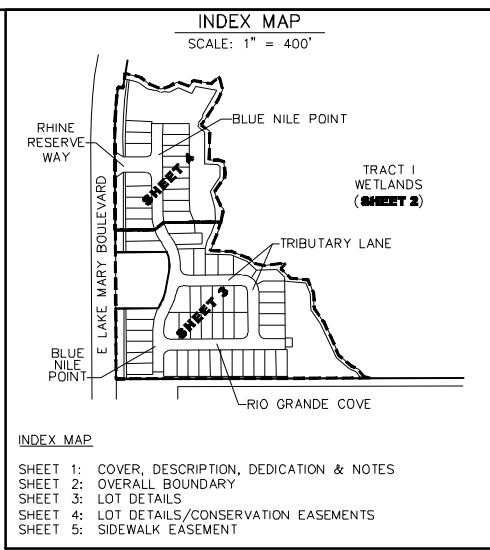 INDEX MAP
SCALE: 1" = 400'
BLUE NILE POINT
RHINE
RESERVE
WAY
SHEET 4
TRACT I
WETLANDS
(SHEET 2)
E LAKE MARY BOULEVARD
TRIBUTARY LANE
SHEET 3
BLUE
NILE
POINT
RIO GRANDE COVE
INDEX MAP
SHEET 1: COVER, DESCRIPTION, DEDICATION & NOTES
SHEET 2: OVERALL BOUNDARY
SHEET 3: LOT DETAILS
SHEET 4: LOT DETAILS/CONSERVATION EASEMENTS
SHEET 5: SIDEWALK EASEMENT